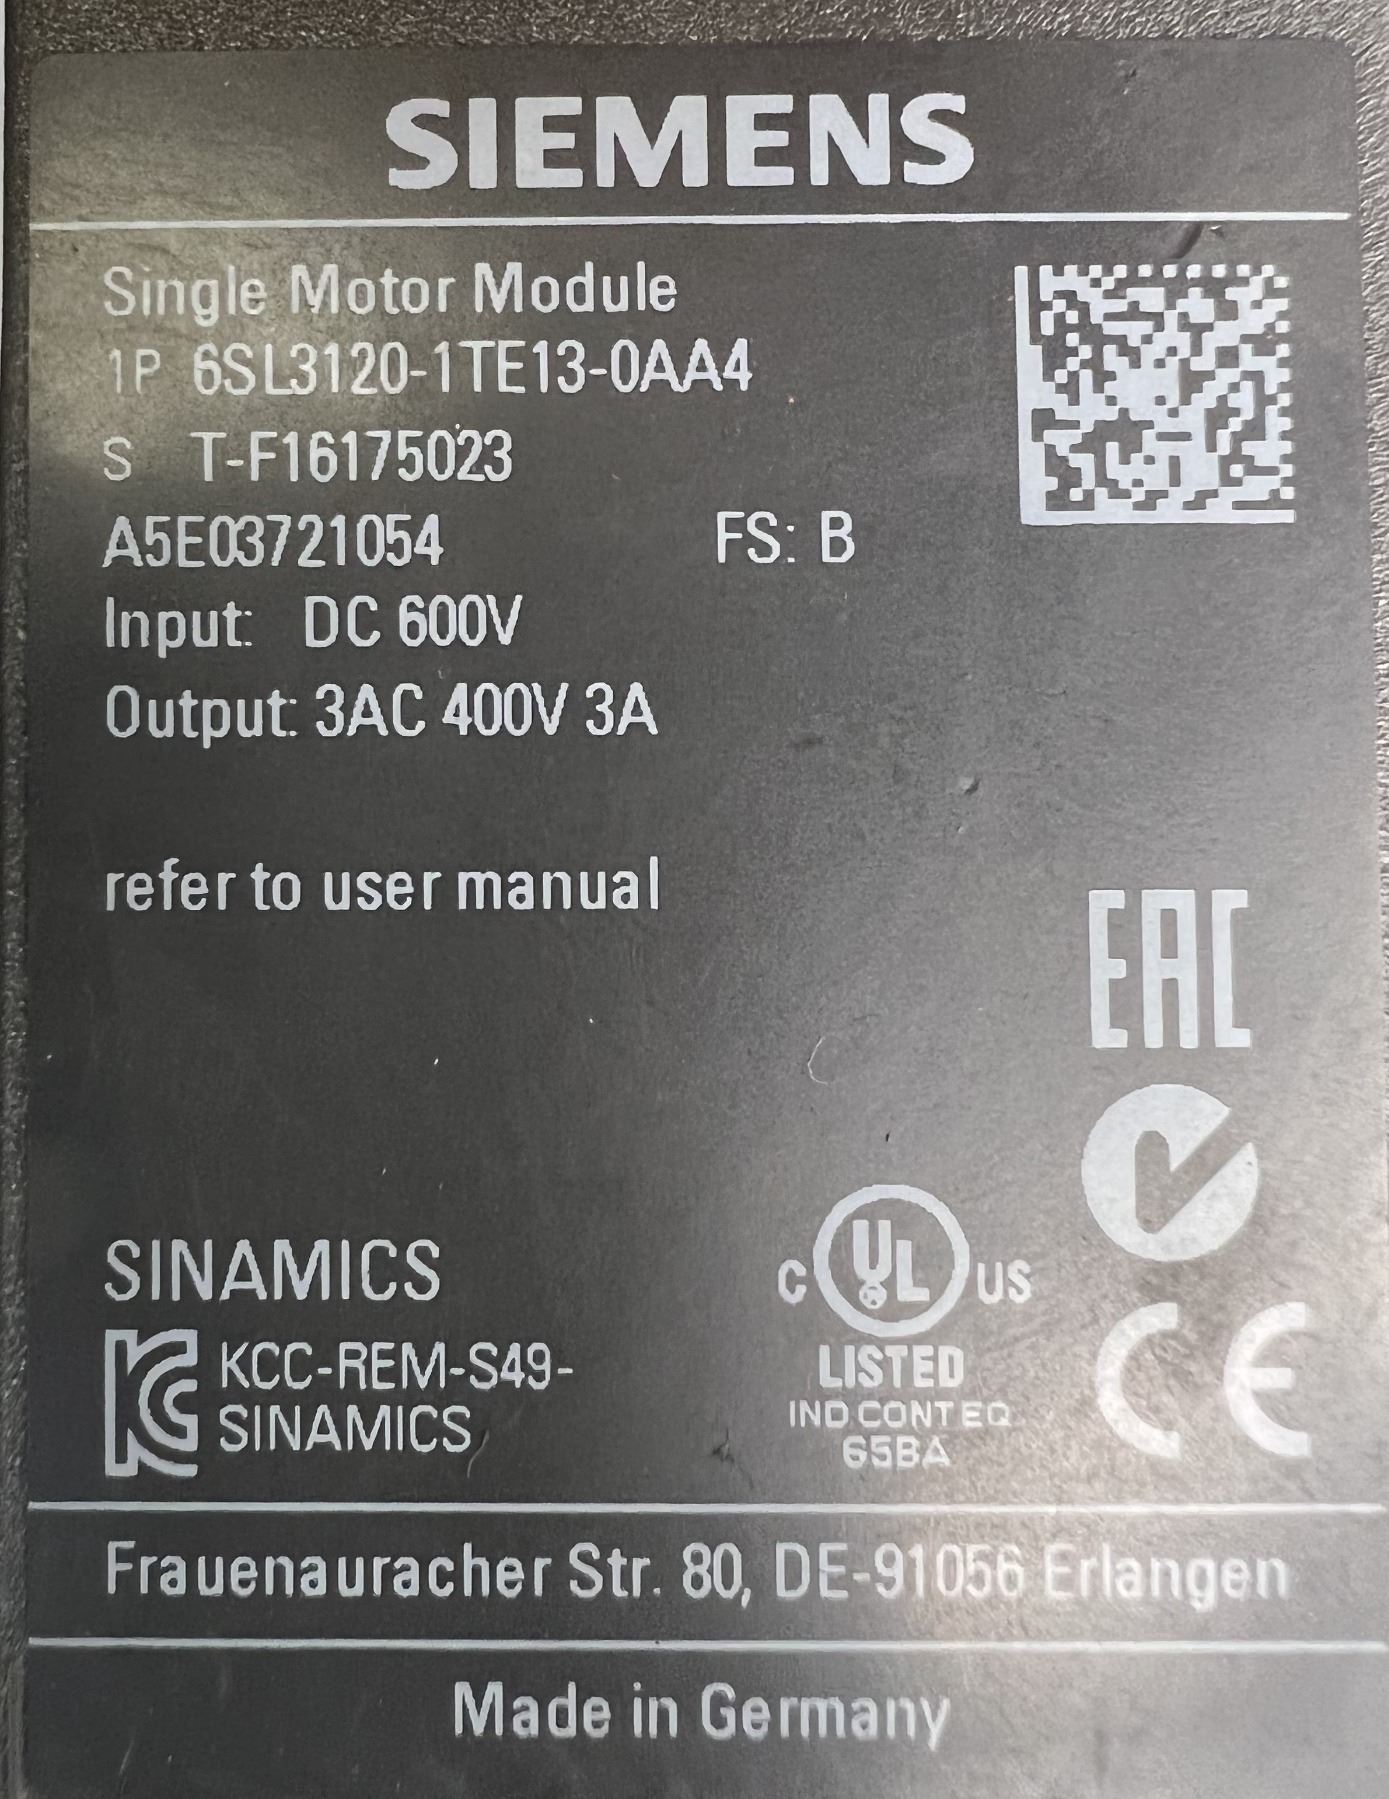 SIEMENS
Single Motor Module
1P 6SL3120-1TE13-0AA4
S T-F16175023
A5E03721054 FS: B
Input: DC 600V
Output: 3AC 400V 3A
refer to user manual
EAC
SINAMICS
C UL US
LISTED
IND.CONT.EQ.
65BA
KCC-REM-S49-
SINAMICS
CE
Frauenauracher Str. 80, DE-91056 Erlangen
Made in Germany